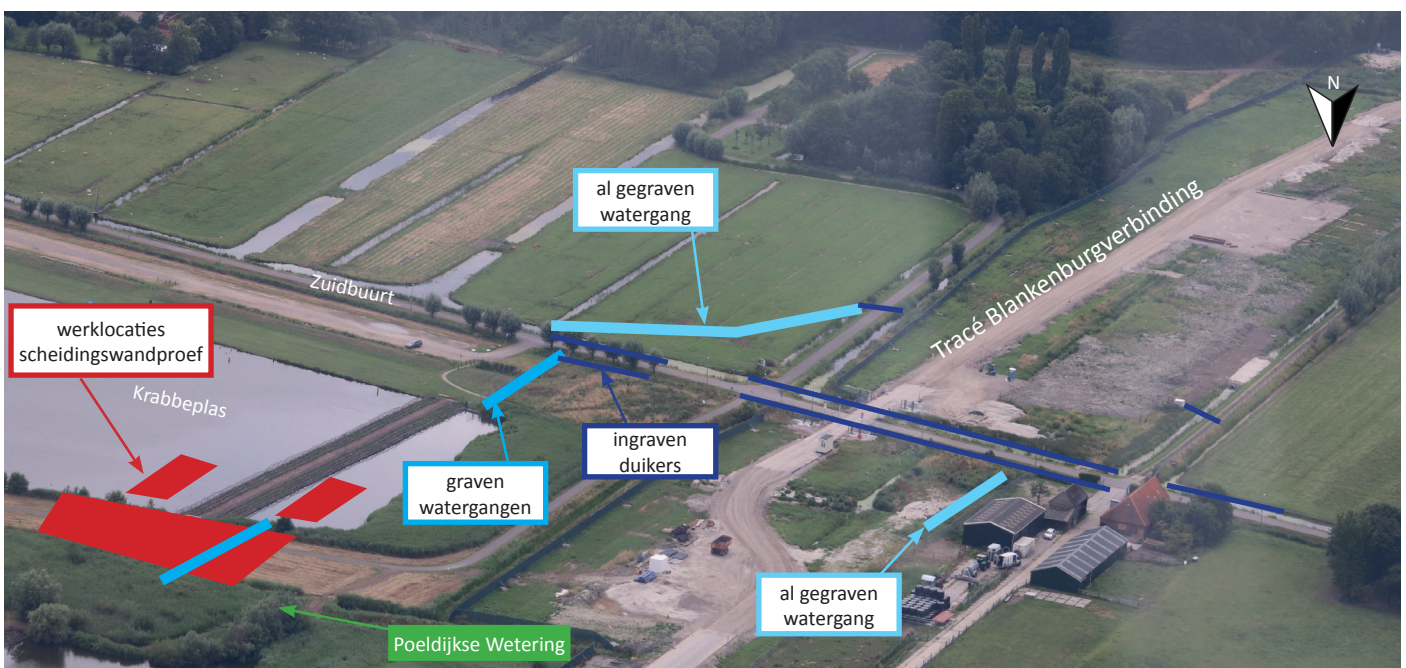 N
al gegraven
watergang
Tracé Blankenburgverbinding
Zuidbuurt
werklocaties
scheidingswandproef
Krabbeplas
ingraven
duikers
graven
watergangen
al gegraven
watergang
Poeldijkse Wetering